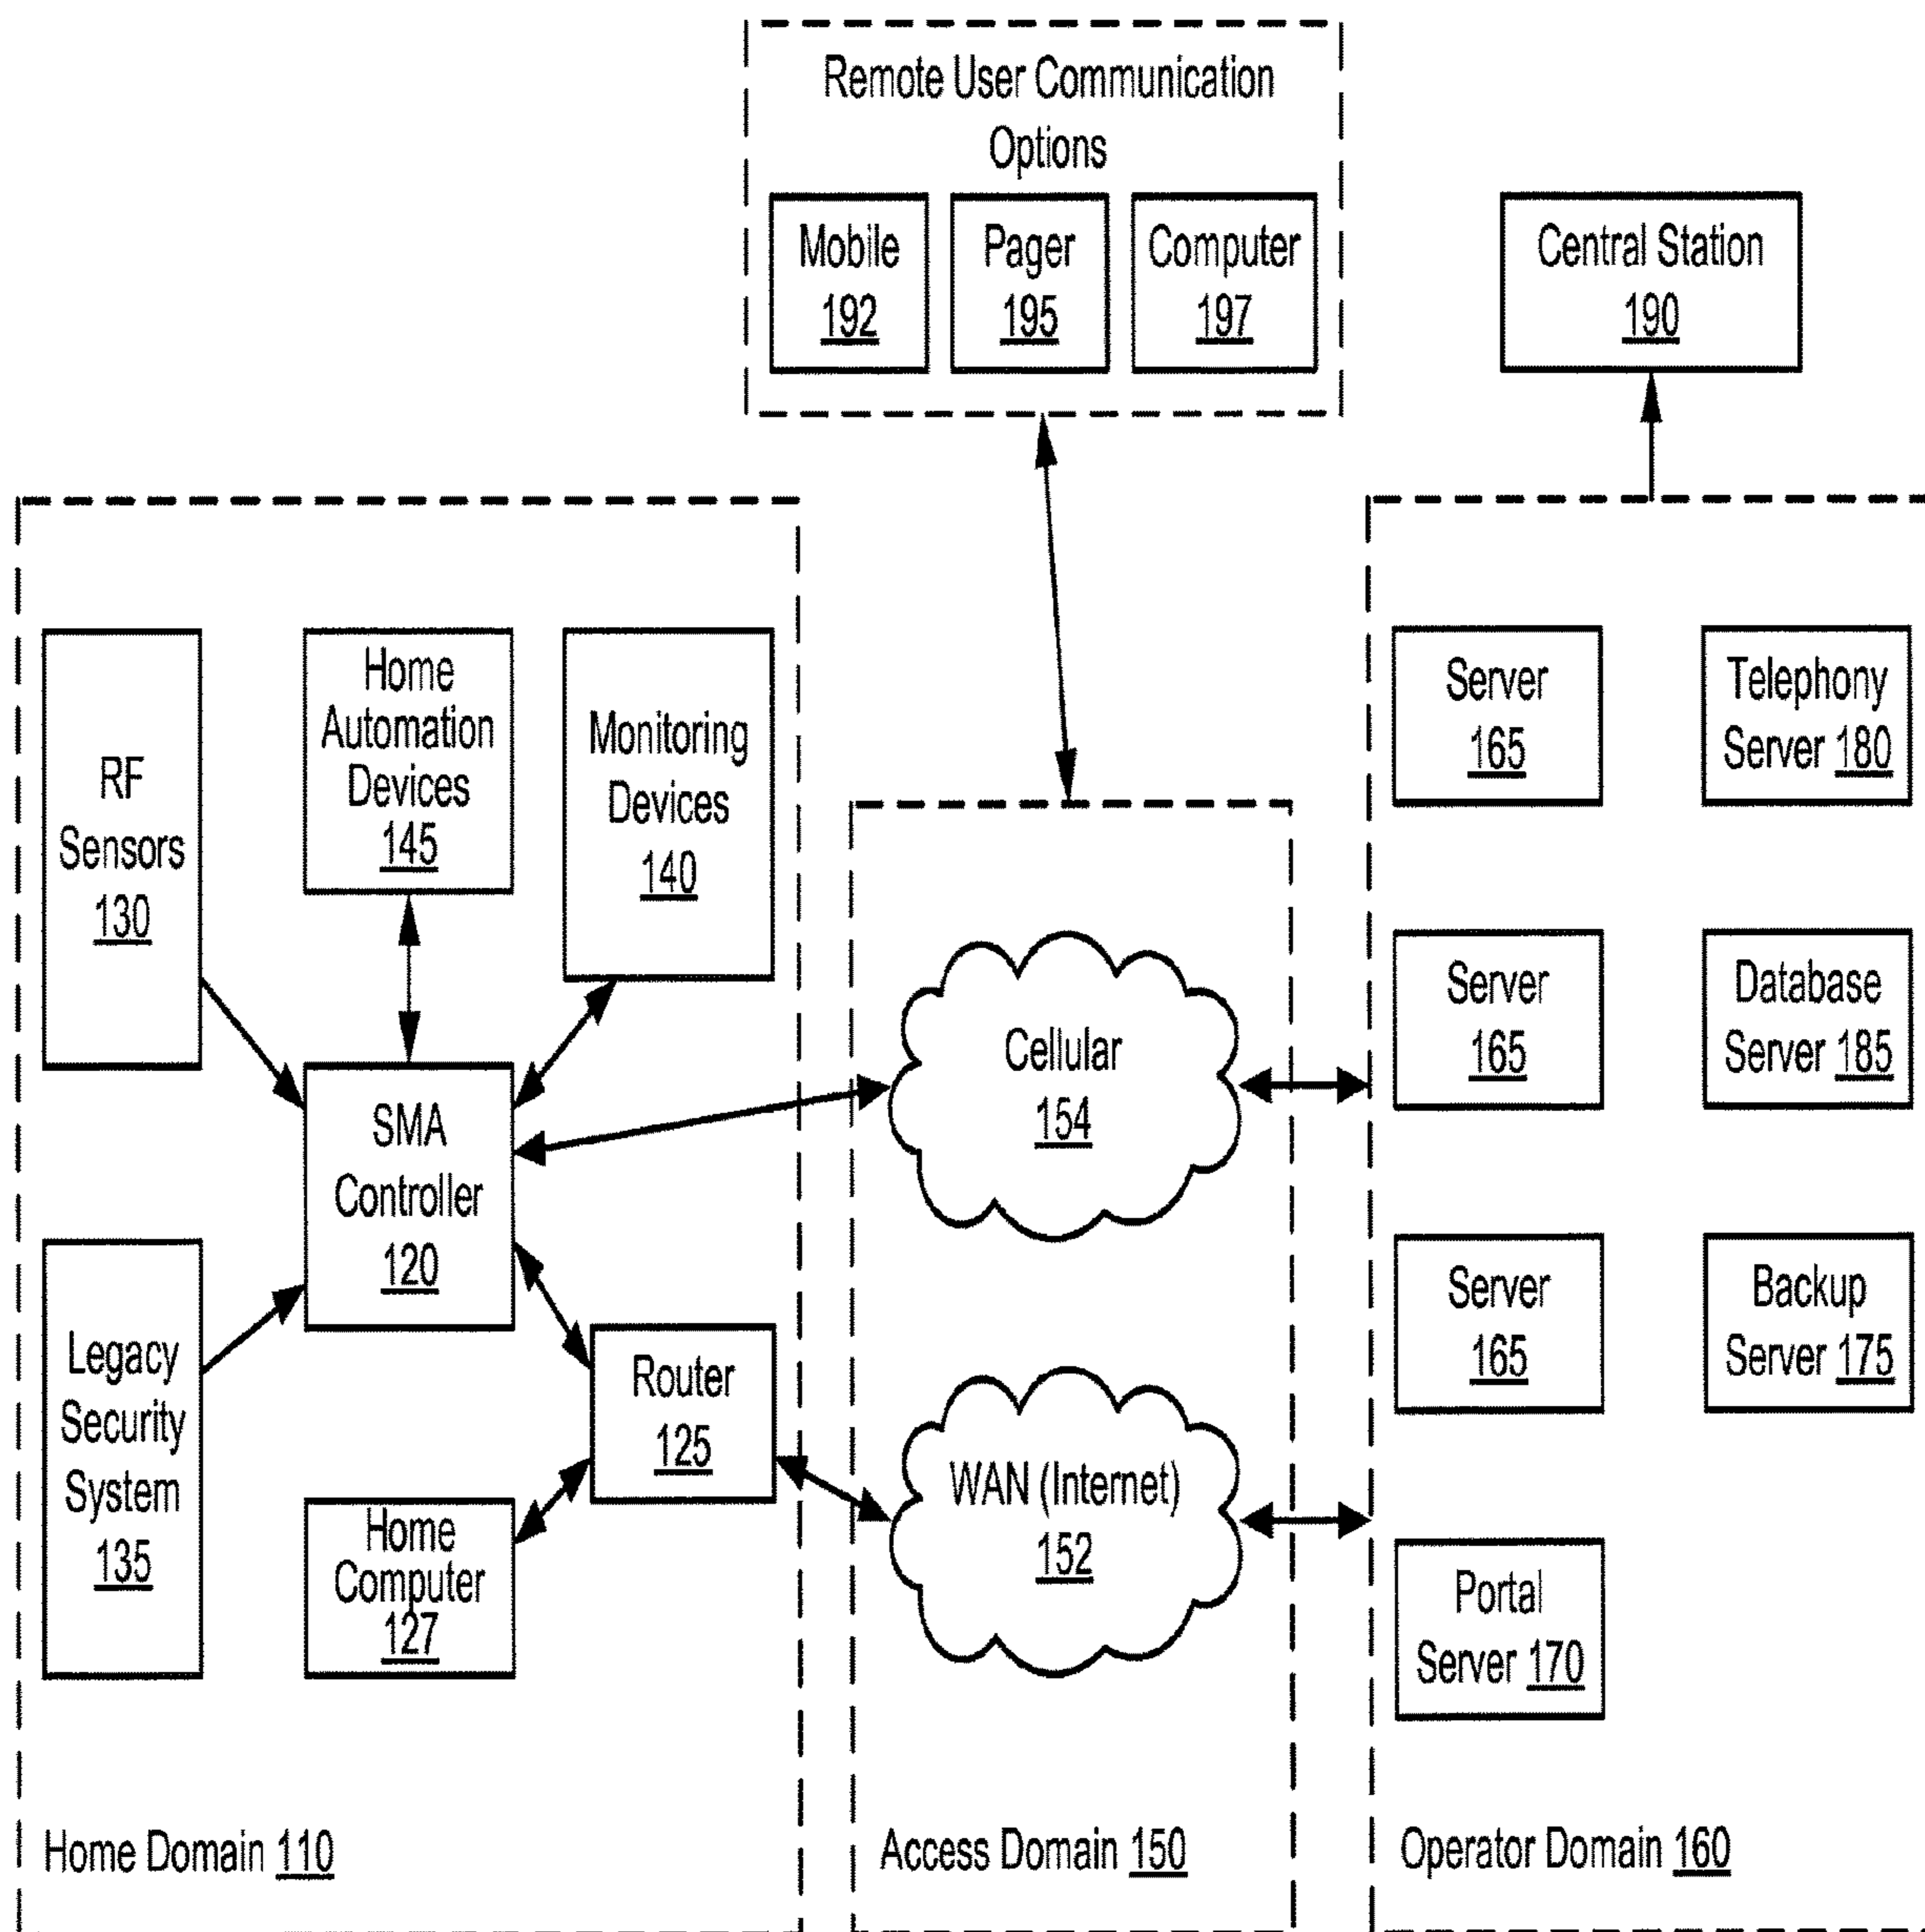 Remote User Communication
Options
Mobile
192
Pager
195
Computer
197
Central Station
190
RF
Sensors
130
Home
Automation
Devices
145
Monitoring
Devices
140
SMA
Controller
120
Legacy
Security
System
135
Router
125
Home
Computer
127
Home Domain 110
Cellular
154
WAN (Internet)
152
Access Domain 150
Server
165
Telephony
Server 180
Server
165
Database
Server 185
Server
165
Backup
Server 175
Portal
Server 170
Operator Domain 160